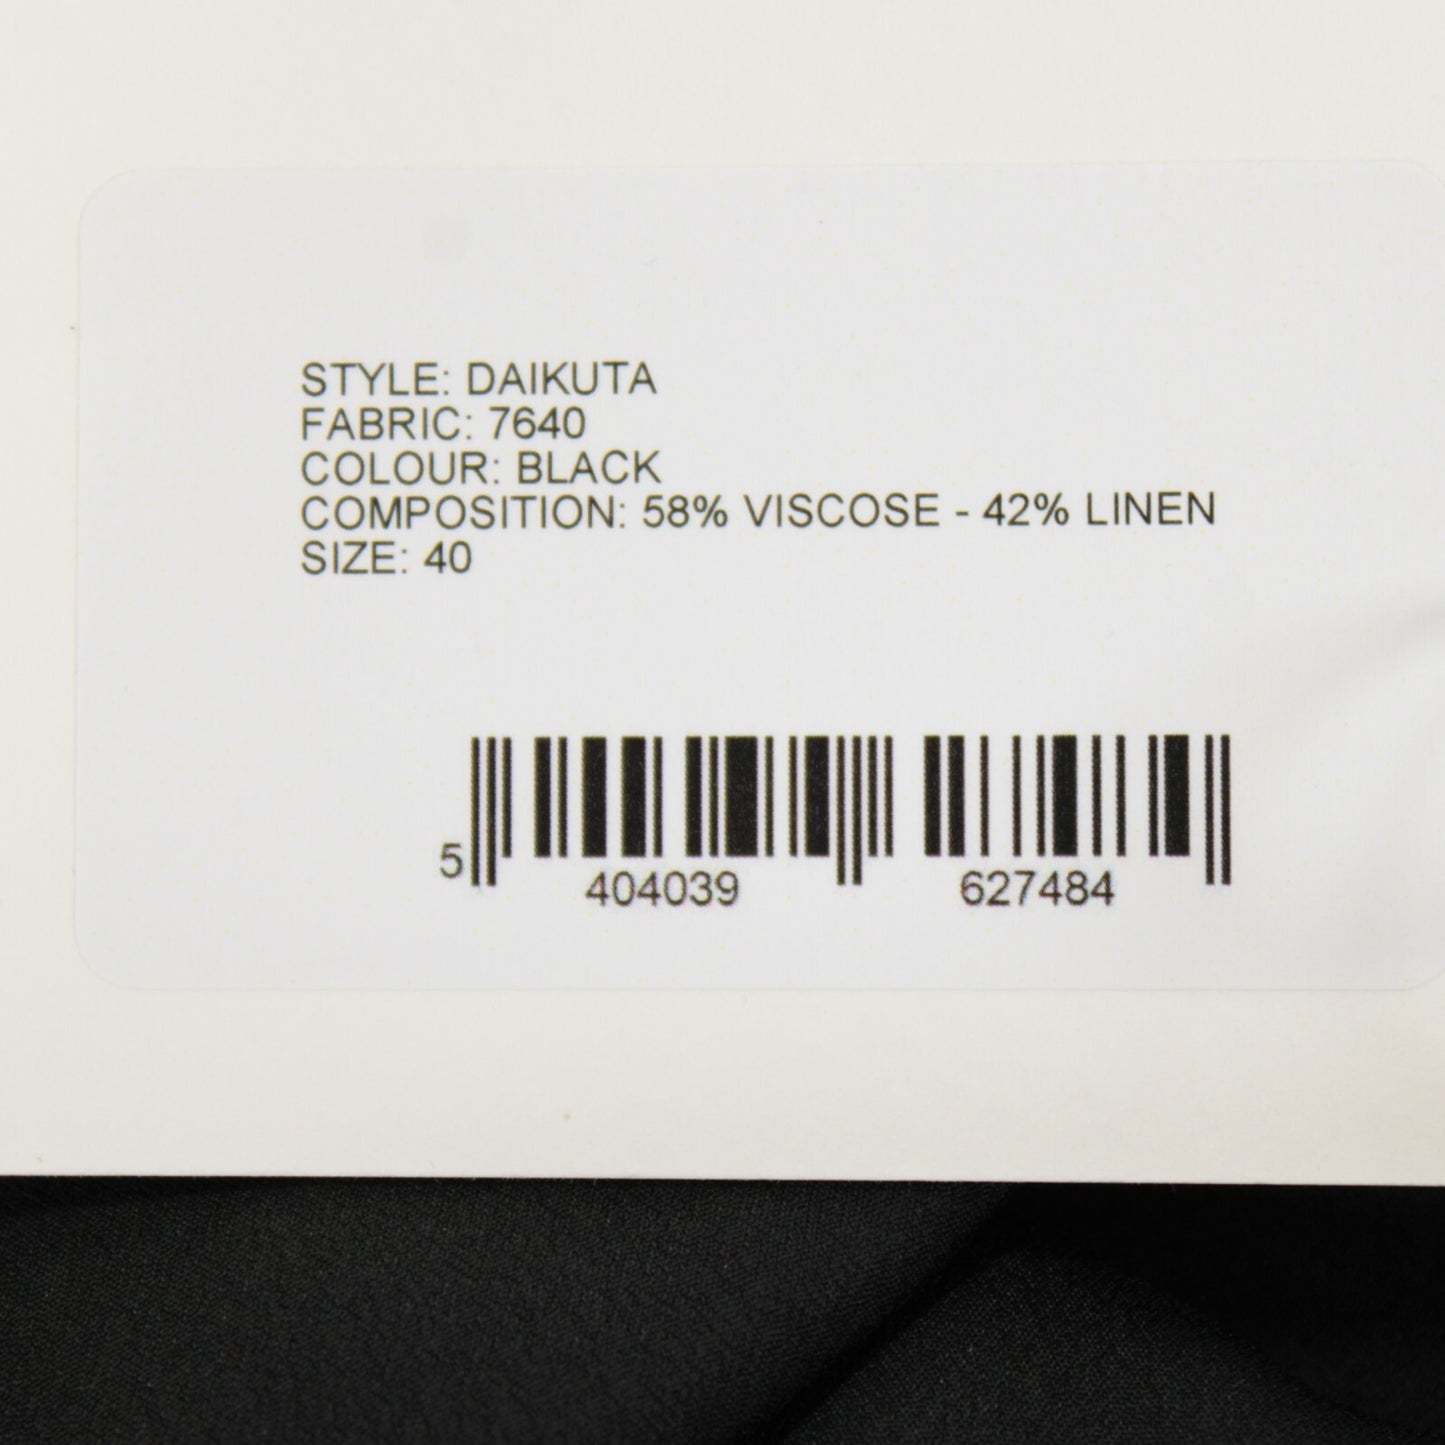 STYLE: DAIKUTA
FABRIC: 7640
COLOUR: BLACK
COMPOSITION: 58% VISCOSE - 42% LINEN
SIZE: 40
5 404039 627484